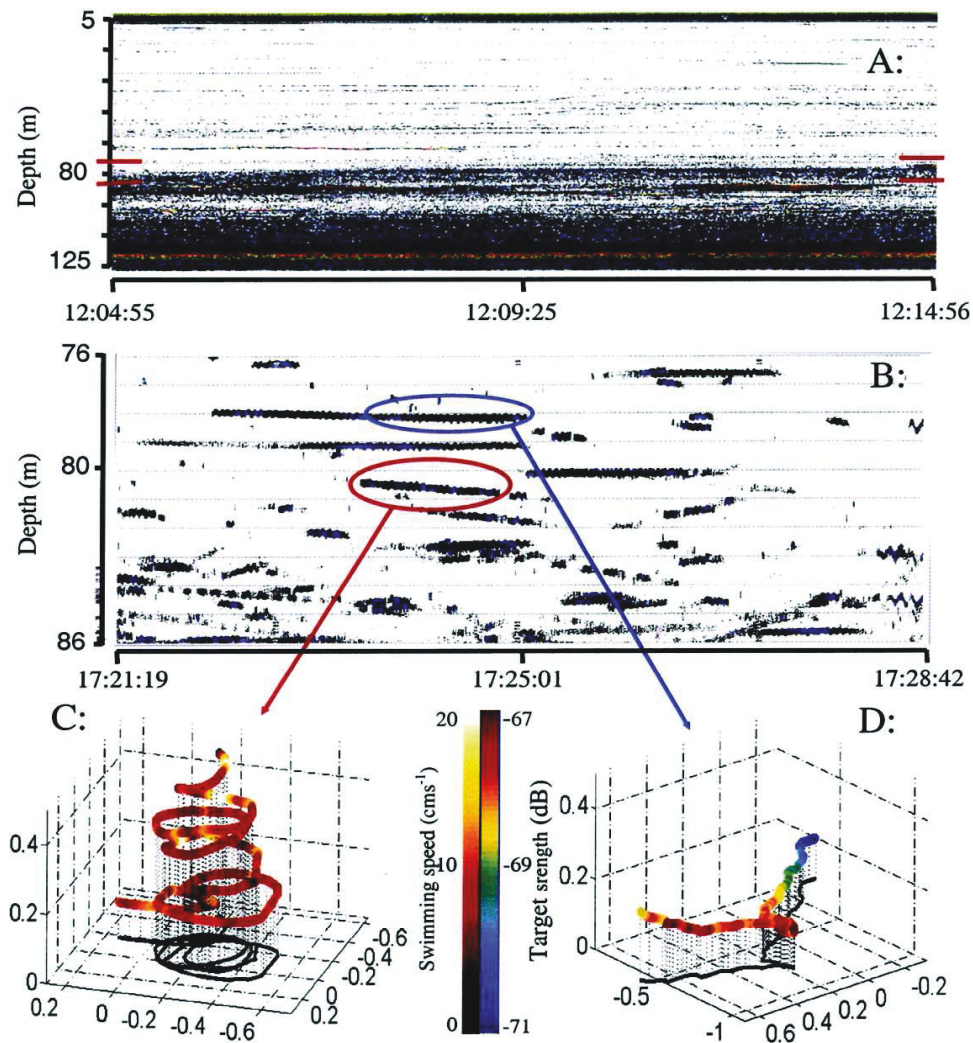 5
A:
Depth (m)
80
125
12:04:55 12:09:25 12:14:56
76
B:
Depth (m)
80
86
17:21:19 17:25:01 17:28:42
C:
D:
20 -67
Swimming speed (cms⁻¹)
10 -69
Target srength (dB)
0 -71
0.4
0.2
0
0.2 0 -0.2 -0.4 -0.6
0.2 0 -0.2 -0.4 -0.6
0.4
0.2
0
-0.5
-1
0.6 0.4 0.2 0 -0.2